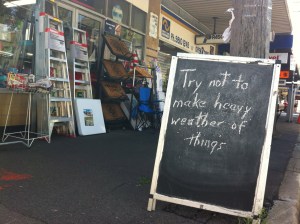 Try not to
make heavy
weather of
things